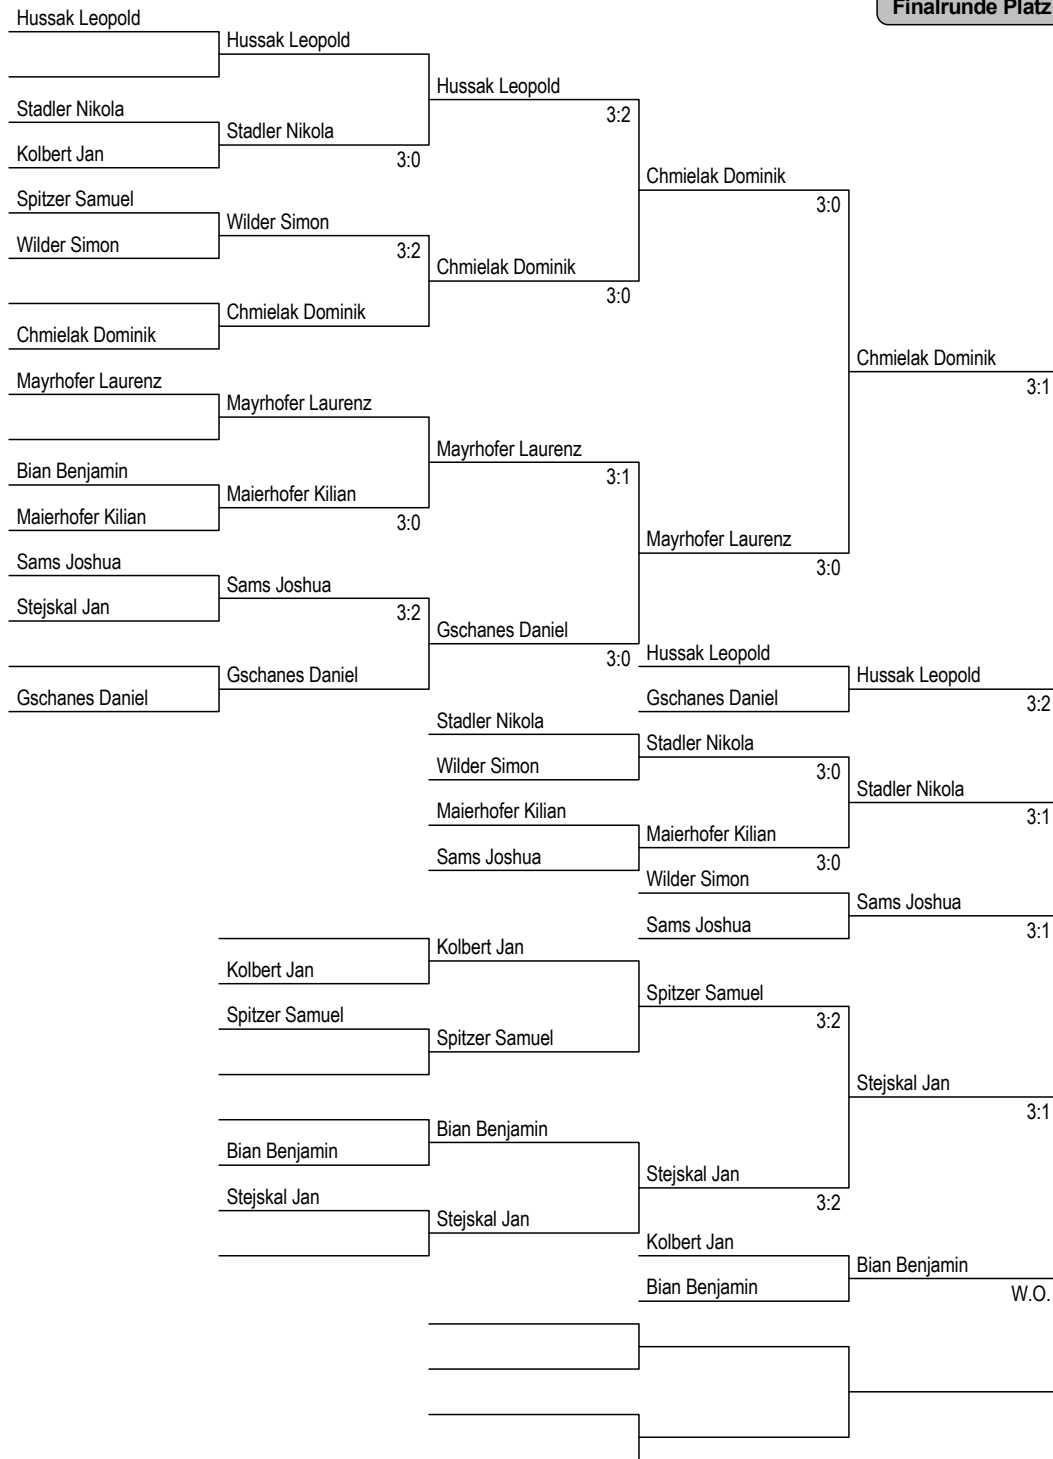 Finalrunde Platz
Hussak Leopold
Hussak Leopold
Hussak Leopold
3:2
Stadler Nikola
Stadler Nikola
3:0
Kolbert Jan
Chmielak Dominik
3:0
Spitzer Samuel
Wilder Simon
3:2
Wilder Simon
Chmielak Dominik
3:0
Chmielak Dominik
Chmielak Dominik
Chmielak Dominik
3:1
Mayrhofer Laurenz
Mayrhofer Laurenz
Mayrhofer Laurenz
3:1
Bian Benjamin
Maierhofer Kilian
3:0
Maierhofer Kilian
Mayrhofer Laurenz
3:0
Sams Joshua
Sams Joshua
3:2
Stejskal Jan
Gschanes Daniel
3:0
Gschanes Daniel
Gschanes Daniel
Hussak Leopold
Hussak Leopold
3:2
Gschanes Daniel
Stadler Nikola
Stadler Nikola
3:0
Wilder Simon
Stadler Nikola
3:1
Maierhofer Kilian
Maierhofer Kilian
3:0
Sams Joshua
Wilder Simon
Sams Joshua
3:1
Sams Joshua
Kolbert Jan
Kolbert Jan
Spitzer Samuel
3:2
Spitzer Samuel
Spitzer Samuel
Stejskal Jan
3:1
Bian Benjamin
Bian Benjamin
Stejskal Jan
3:2
Stejskal Jan
Stejskal Jan
Kolbert Jan
Bian Benjamin
W.O.
Bian Benjamin